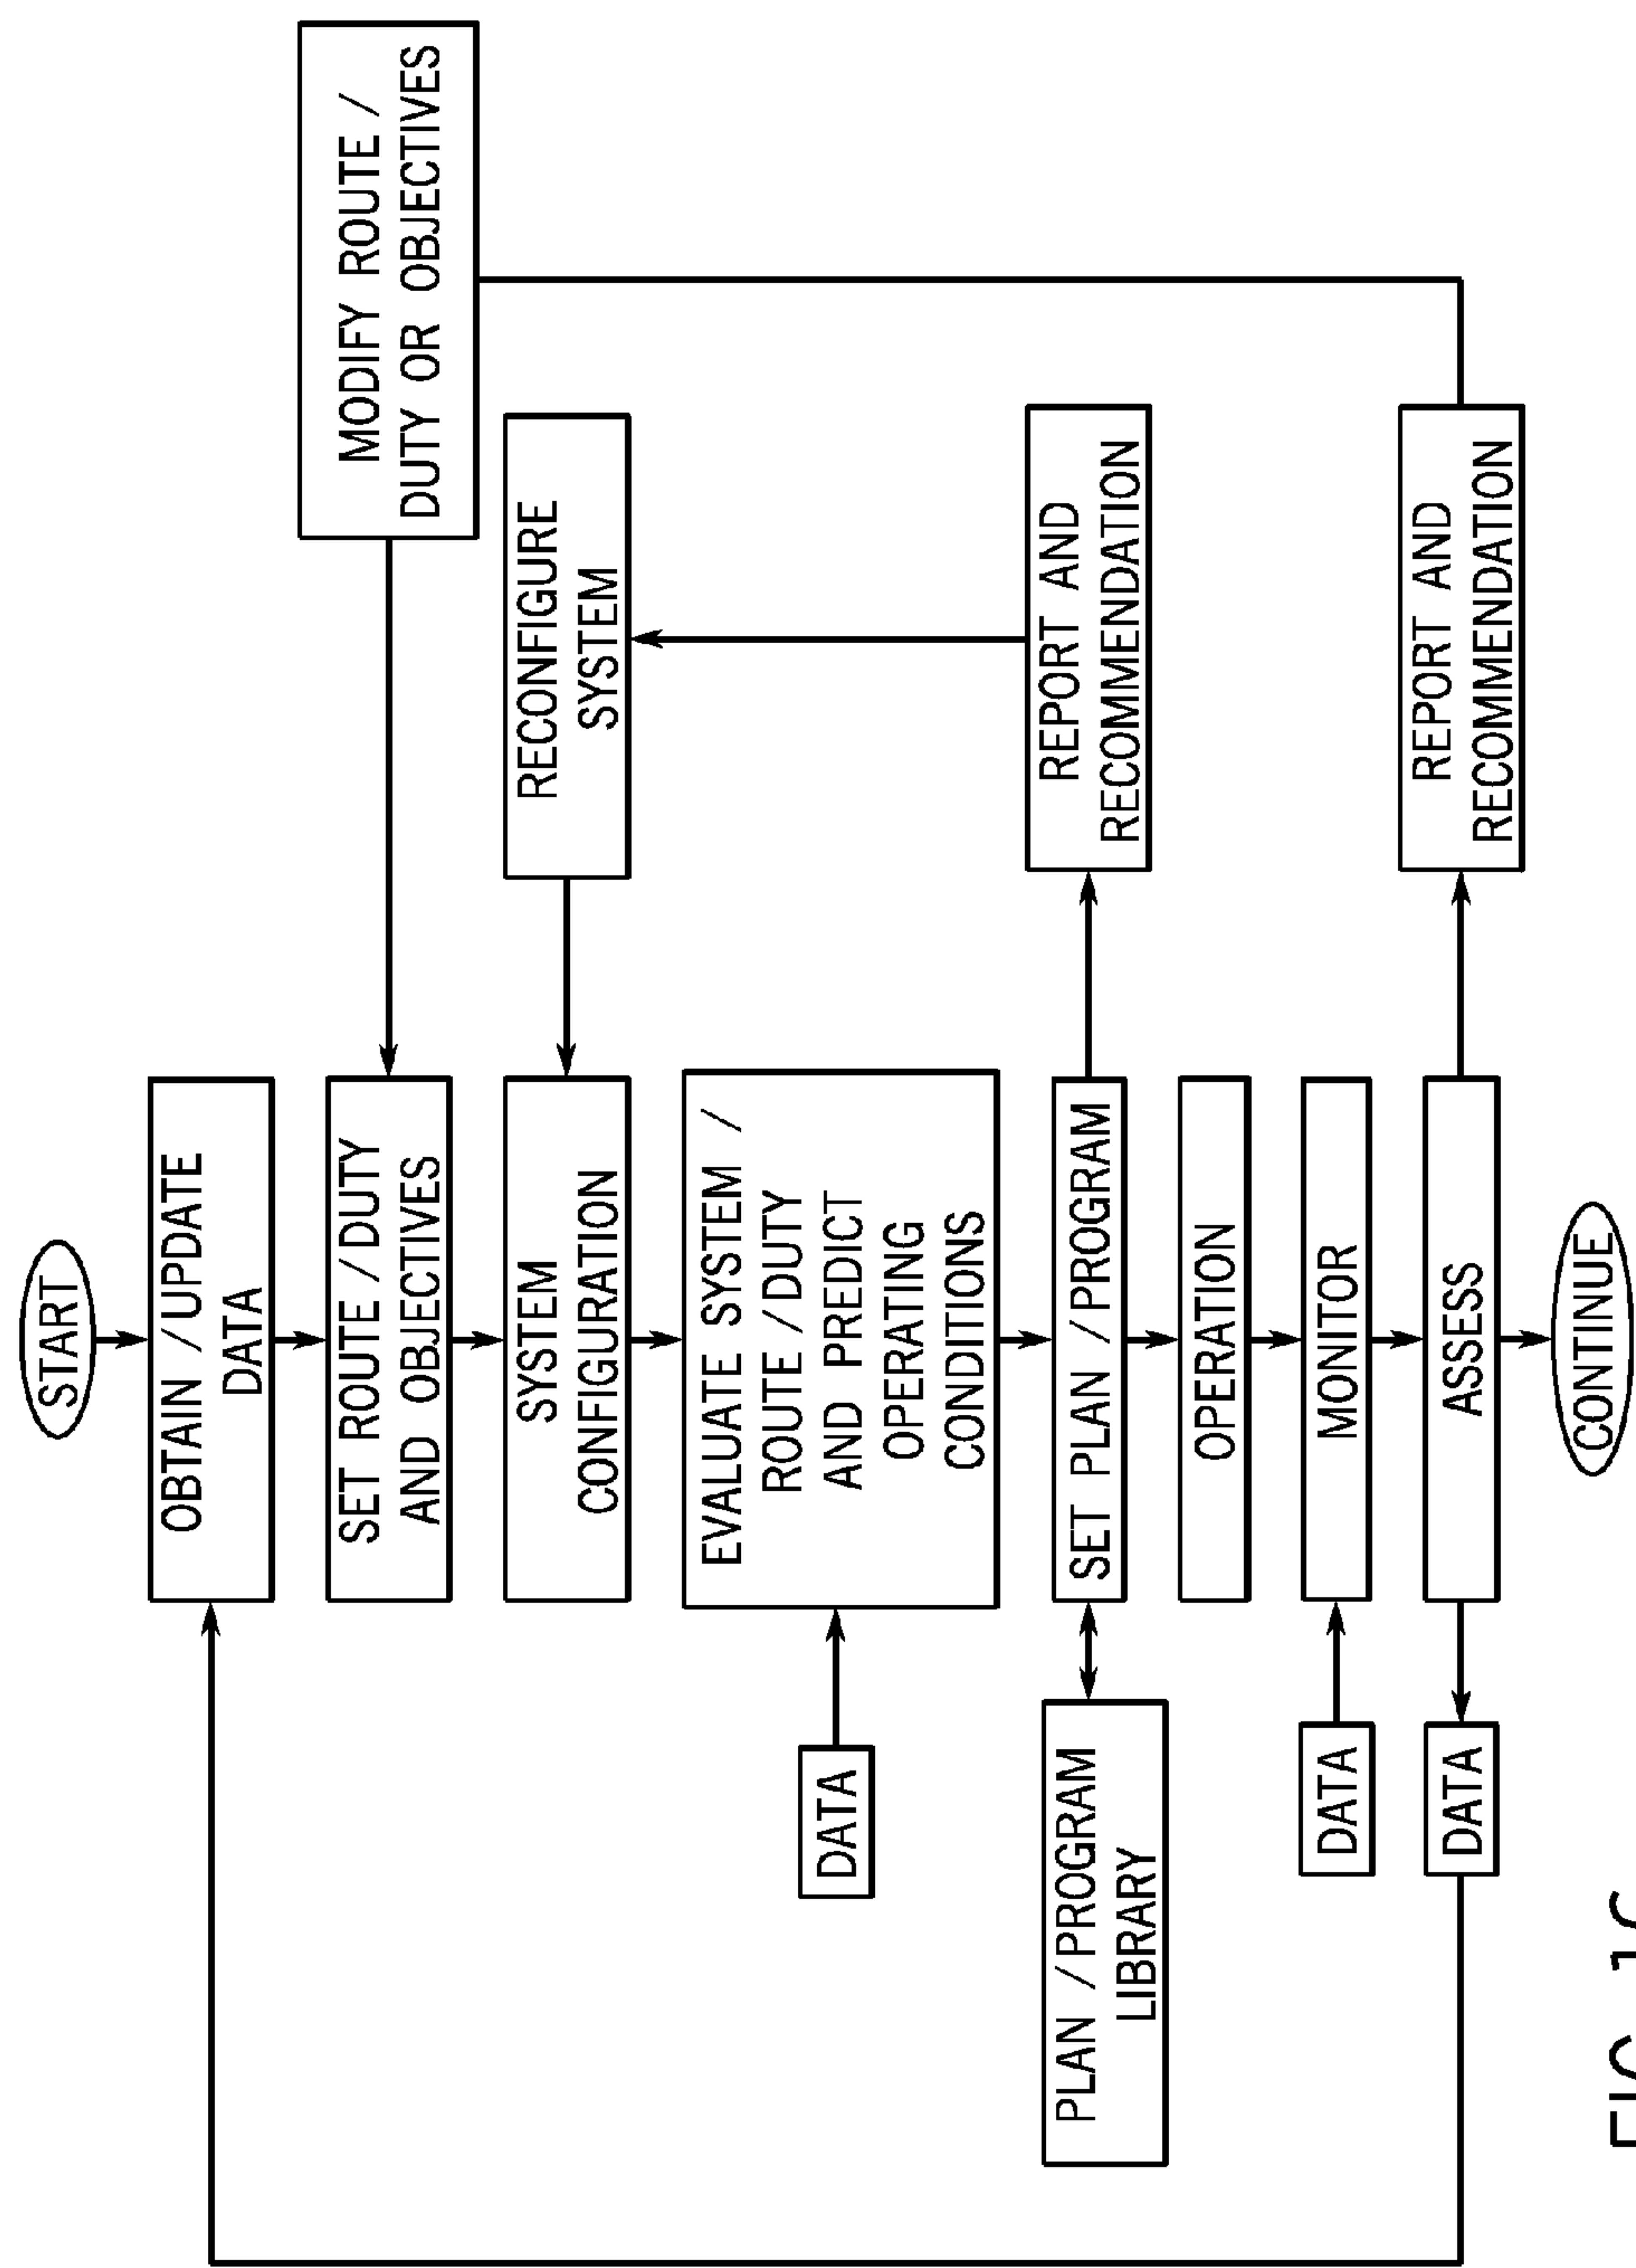 START
OBTAIN /UPDATE
DATA
SET ROUTE /DUTY
AND OBJECTIVES
MODIFY ROUTE /
DUTY OR OBJECTIVES
SYSTEM
CONFIGURATION
RECONFIGURE
SYSTEM
EVALUATE SYSTEM /
ROUTE /DUTY
AND PREDICT
OPERATING
CONDITIONS
DATA
PLAN /PROGRAM
LIBRARY
SET PLAN /PROGRAM
REPORT AND
RECOMMENDATION
OPERATION
DATA
MONITOR
DATA
ASSESS
REPORT AND
RECOMMENDATION
CONTINUE